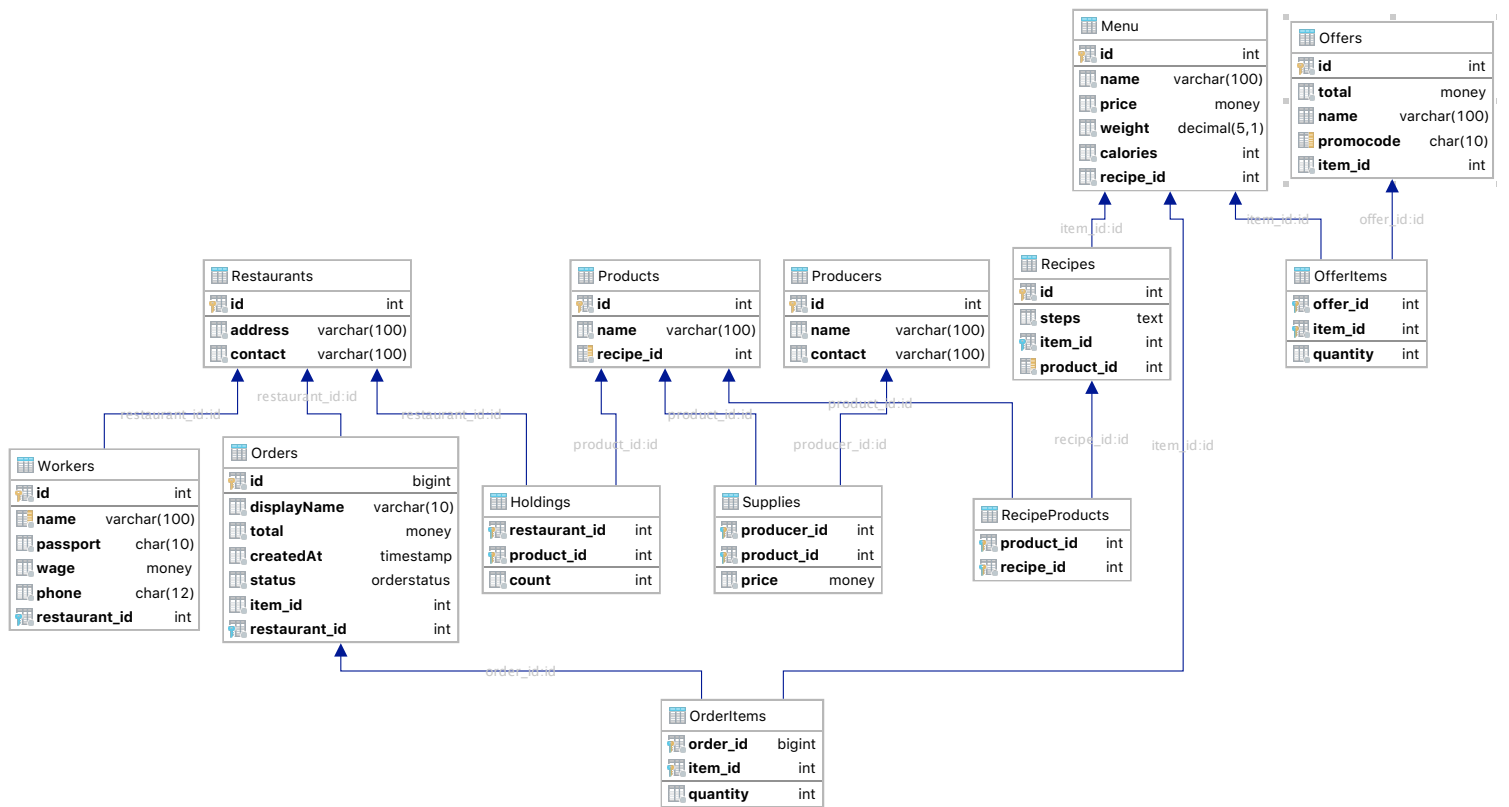 Menu
id int
name varchar(100)
price money
weight decimal(5,1)
calories int
recipe_id int
Offers
id int
total money
name varchar(100)
promocode char(10)
item_id int
item_id:id
item_id:id
offer_id:id
Restaurants
id int
address varchar(100)
contact varchar(100)
Products
id int
name varchar(100)
recipe_id int
Producers
id int
name varchar(100)
contact varchar(100)
Recipes
id int
steps text
item_id int
product_id int
OfferItems
offer_id int
item_id int
quantity int
restaurant_id:id
restaurant_id:id
restaurant_id:id
product_id:id
product_id:id
producer_id:id
product_id:id
recipe_id:id
item_id:id
Workers
id int
name varchar(100)
passport char(10)
wage money
phone char(12)
restaurant_id int
Orders
id bigint
displayName varchar(10)
total money
createdAt timestamp
status orderstatus
item_id int
restaurant_id int
Holdings
restaurant_id int
product_id int
count int
Supplies
producer_id int
product_id int
price money
RecipeProducts
product_id int
recipe_id int
order_id:id
OrderItems
order_id bigint
item_id int
quantity int